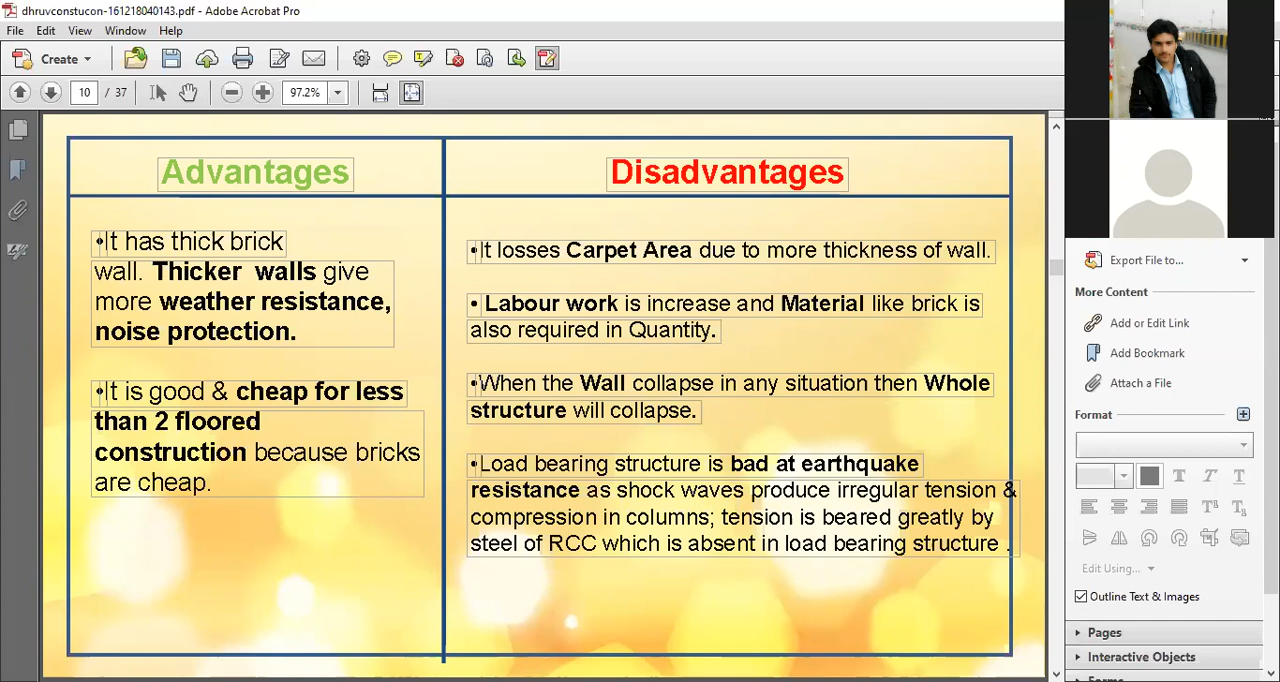 dhruvconstucon-161218040143.pdf - Adobe Acrobat Pro
File Edit View Window Help
Create
10 / 37 97.2%
Advantages
Disadvantages
•It has thick brick
wall. Thicker walls give
more weather resistance,
noise protection.
•It is good & cheap for less
than 2 floored
construction because bricks
are cheap.
•It losses Carpet Area due to more thickness of wall.
• Labour work is increase and Material like brick is
also required in Quantity.
•When the Wall collapse in any situation then Whole
structure will collapse.
•Load bearing structure is bad at earthquake
resistance as shock waves produce irregular tension &
compression in columns; tension is beared greatly by
steel of RCC which is absent in load bearing structure .
Export File to...
More Content
Add or Edit Link
Add Bookmark
Attach a File
Format
Edit Using...
Outline Text & Images
Pages
Interactive Objects
Forms